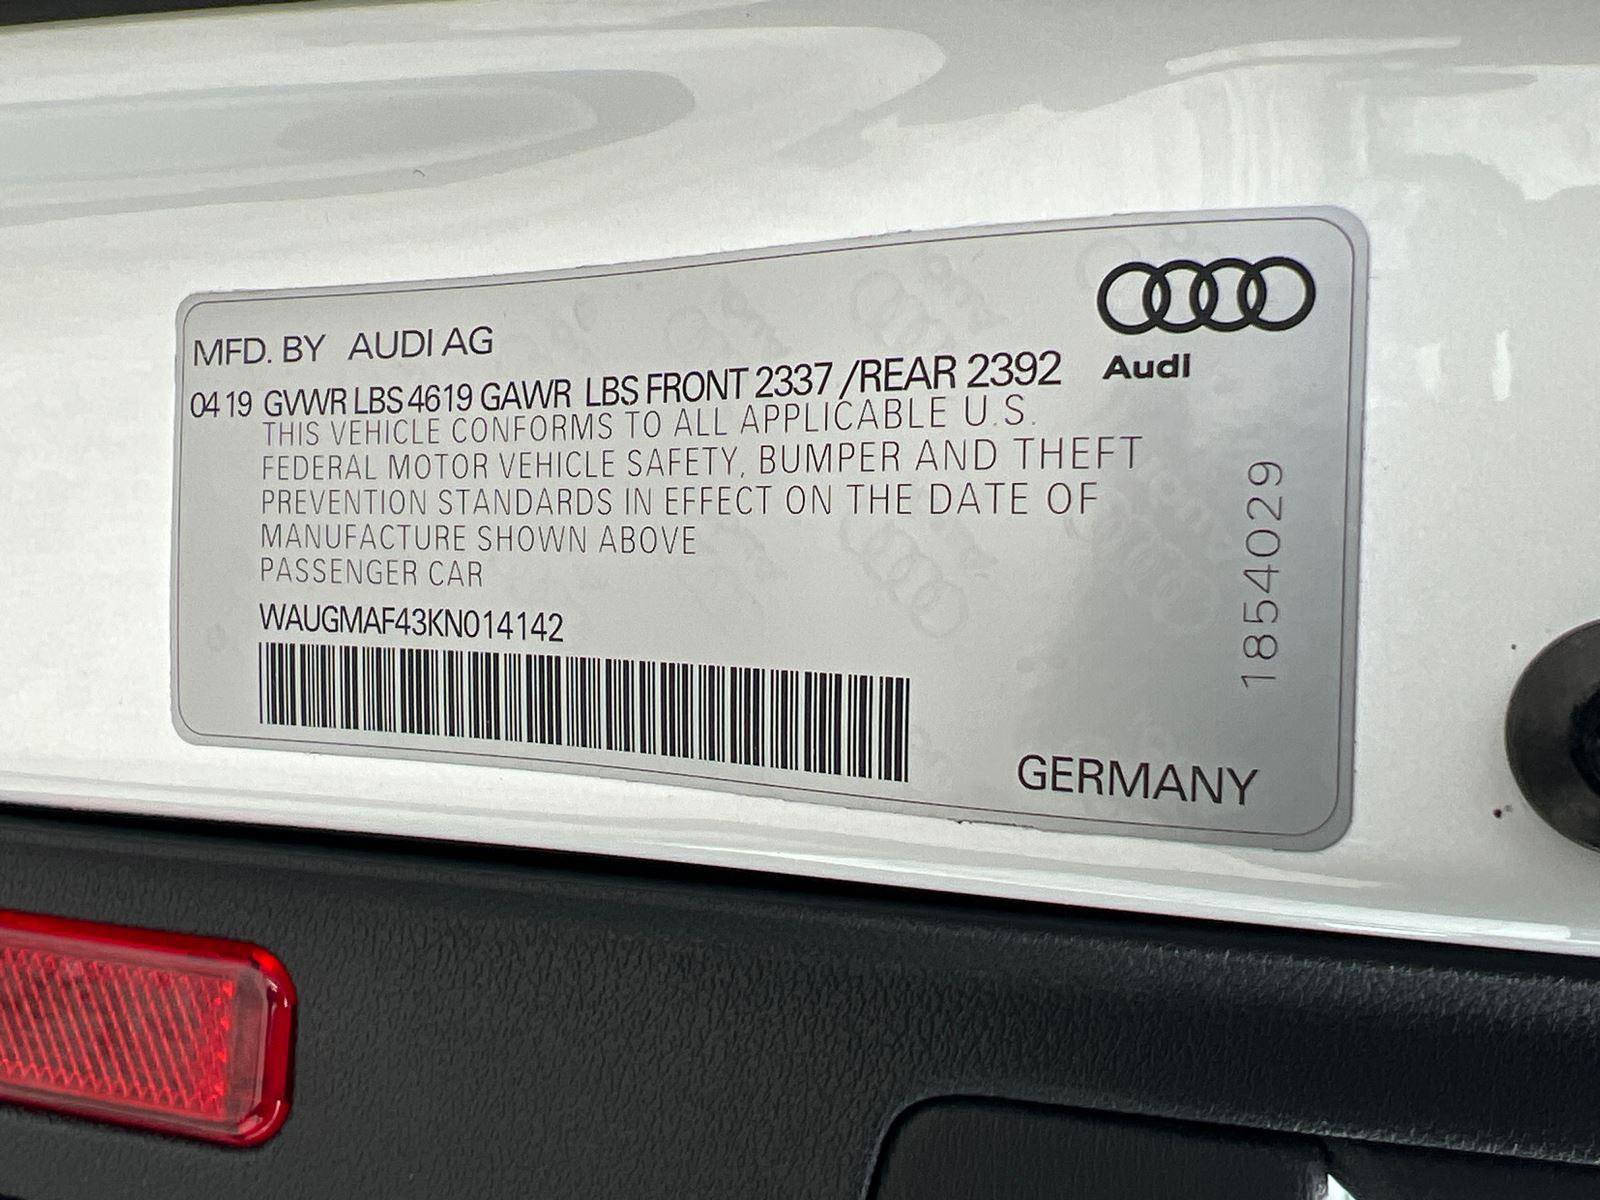 MFD. BY AUDI AG
04 19 GVWR LBS 4619 GAWR LBS FRONT 2337 /REAR 2392
THIS VEHICLE CONFORMS TO ALL APPLICABLE U.S.
FEDERAL MOTOR VEHICLE SAFETY, BUMPER AND THEFT
PREVENTION STANDARDS IN EFFECT ON THE DATE OF
MANUFACTURE SHOWN ABOVE
PASSENGER CAR
WAUGMAF43KN014142
Audi
1854029
GERMANY